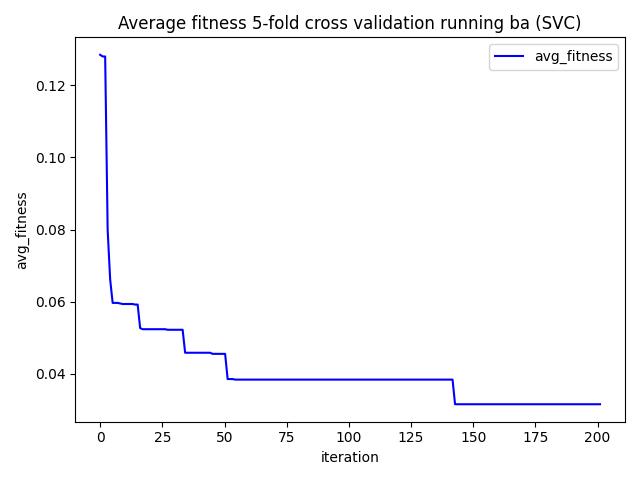 Average fitness 5-fold cross validation running ba (SVC)
avg_fitness
0.12
0.10
0.08
0.06
0.04
avg_fitness
0 25 50 75 100 125 150 175 200
iteration